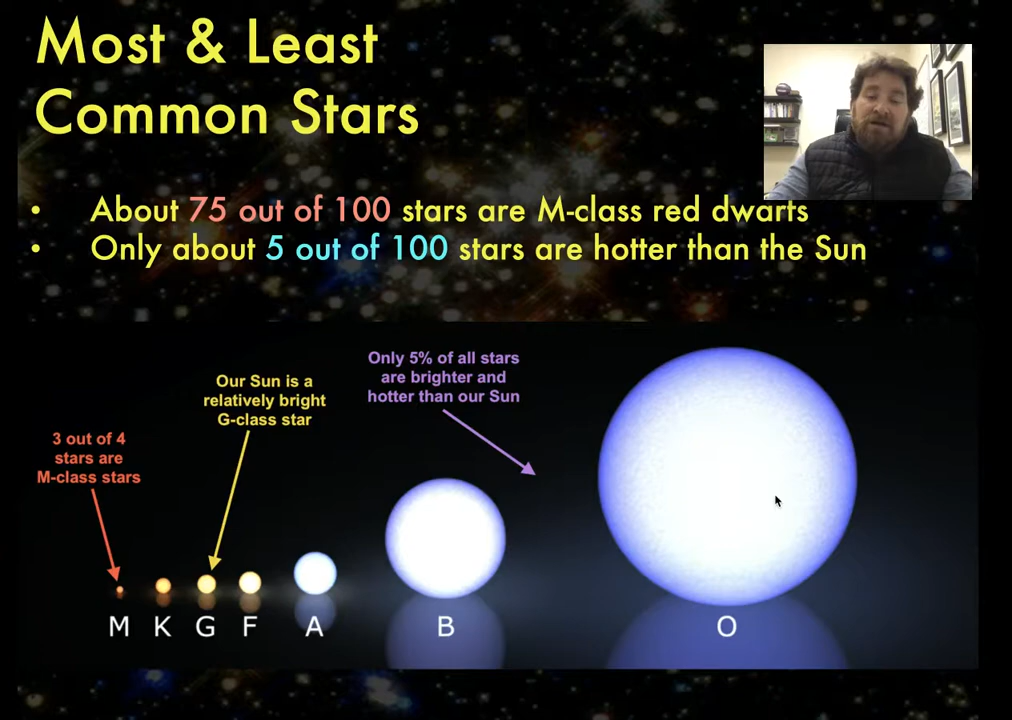 Most & Least
Common Stars
• About 75 out of 100 stars are M-class red dwarfs
• Only about 5 out of 100 stars are hotter than the Sun
Only 5% of all stars
are brighter and
hotter than our Sun
Our Sun is a
relatively bright
G-class star
3 out of 4
stars are
M-class stars
M K G F A B O